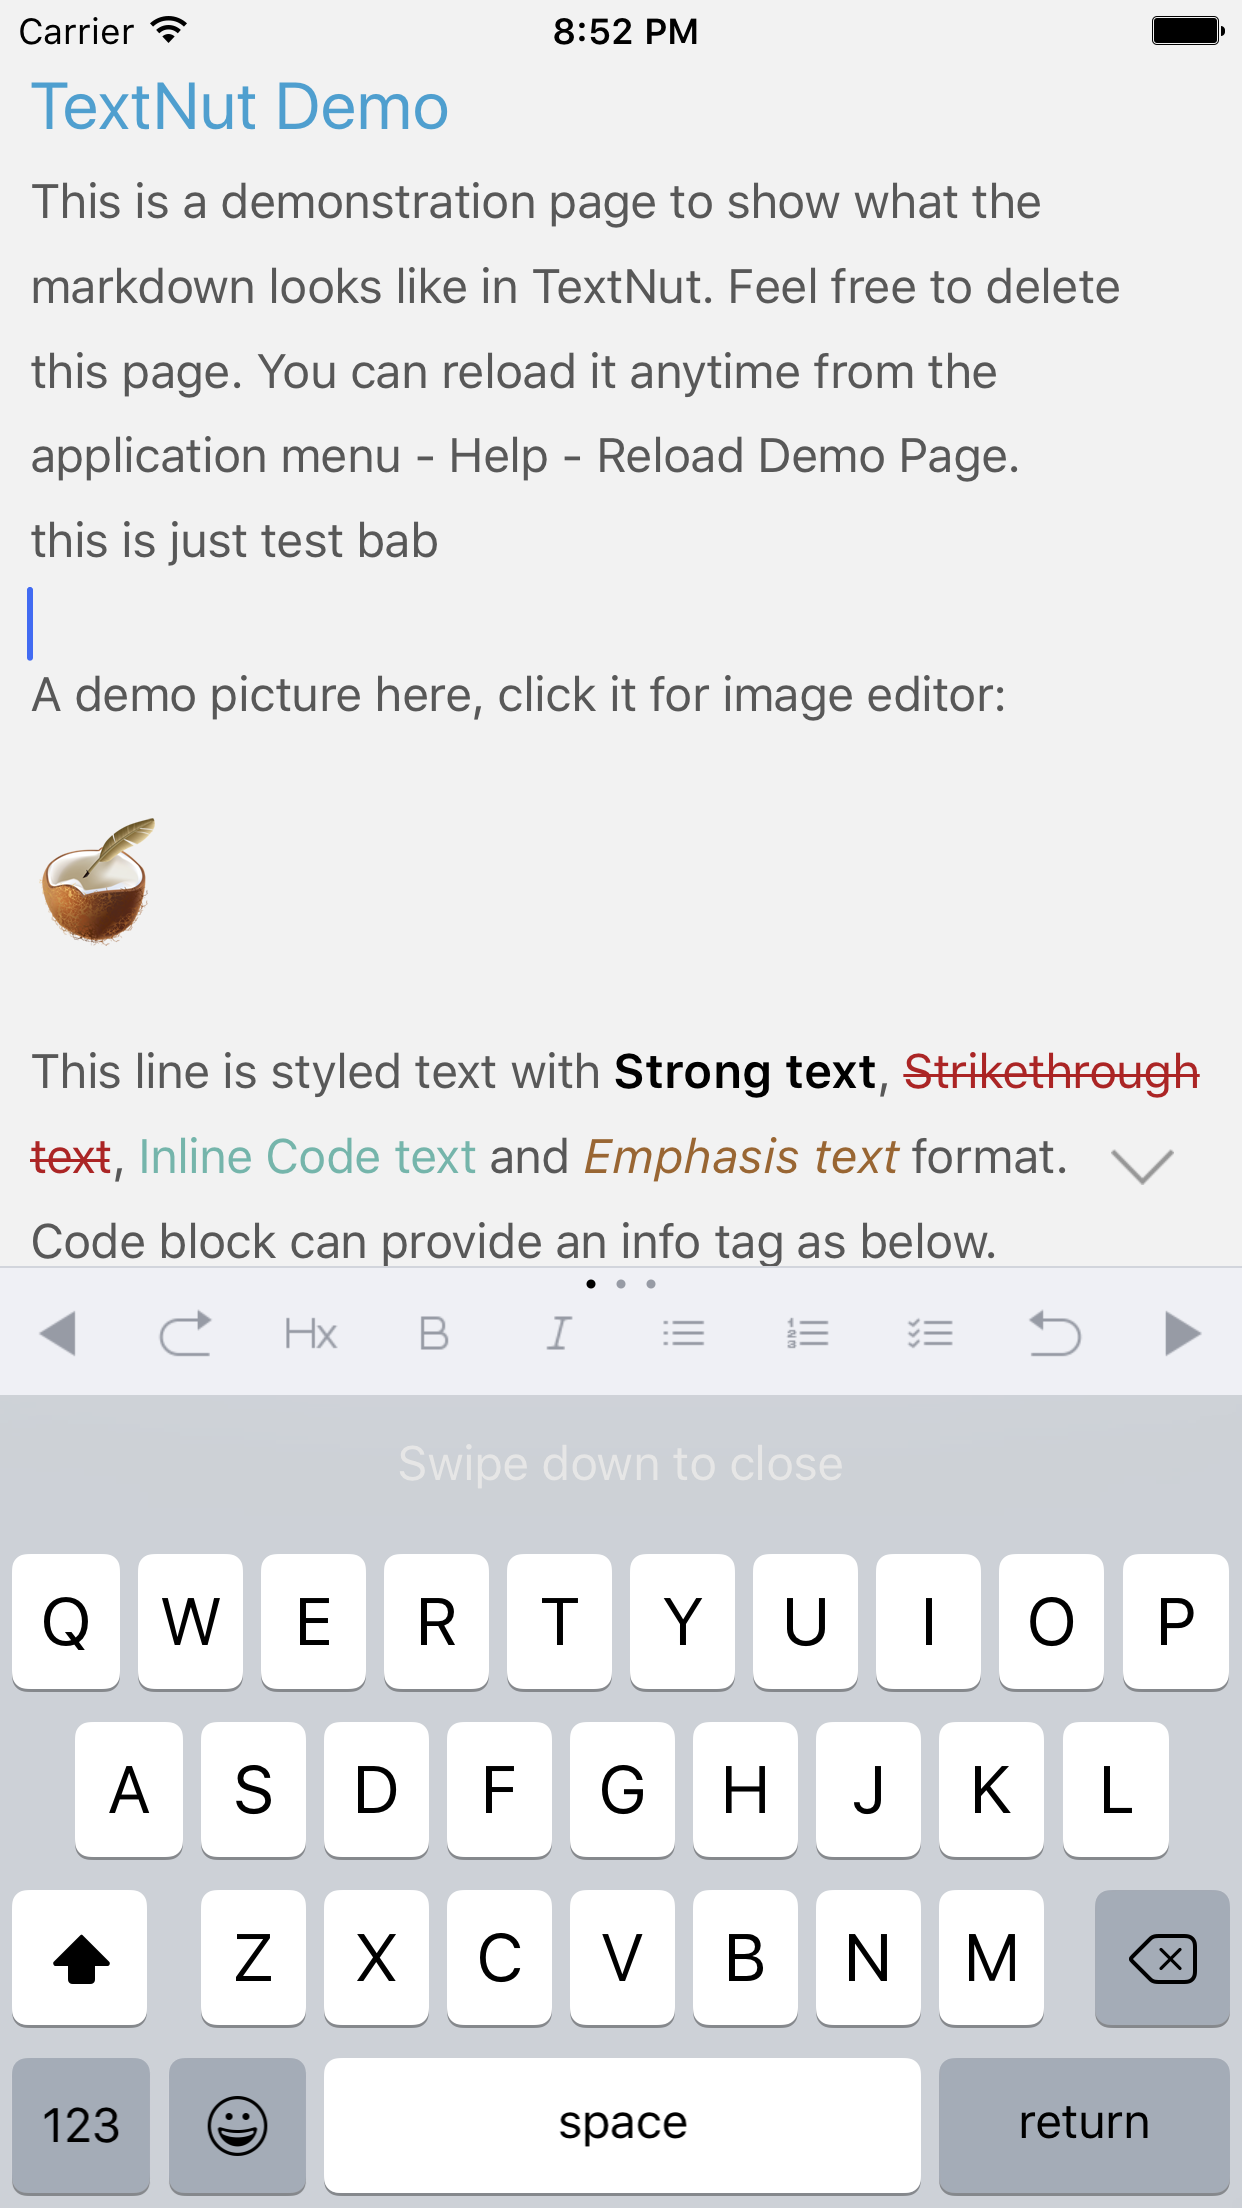 Carrier 8:52 PM
TextNut Demo
This is a demonstration page to show what the
markdown looks like in TextNut. Feel free to delete
this page. You can reload it anytime from the
application menu - Help - Reload Demo Page.
this is just test bab
A demo picture here, click it for image editor:
This line is styled text with Strong text, Strikethrough
text, Inline Code text and Emphasis text format.
Code block can provide an info tag as below.
Hx B I 1 2 3
Swipe down to close
Q W E R T Y U I O P
A S D F G H J K L
Z X C V B N M
123 space return